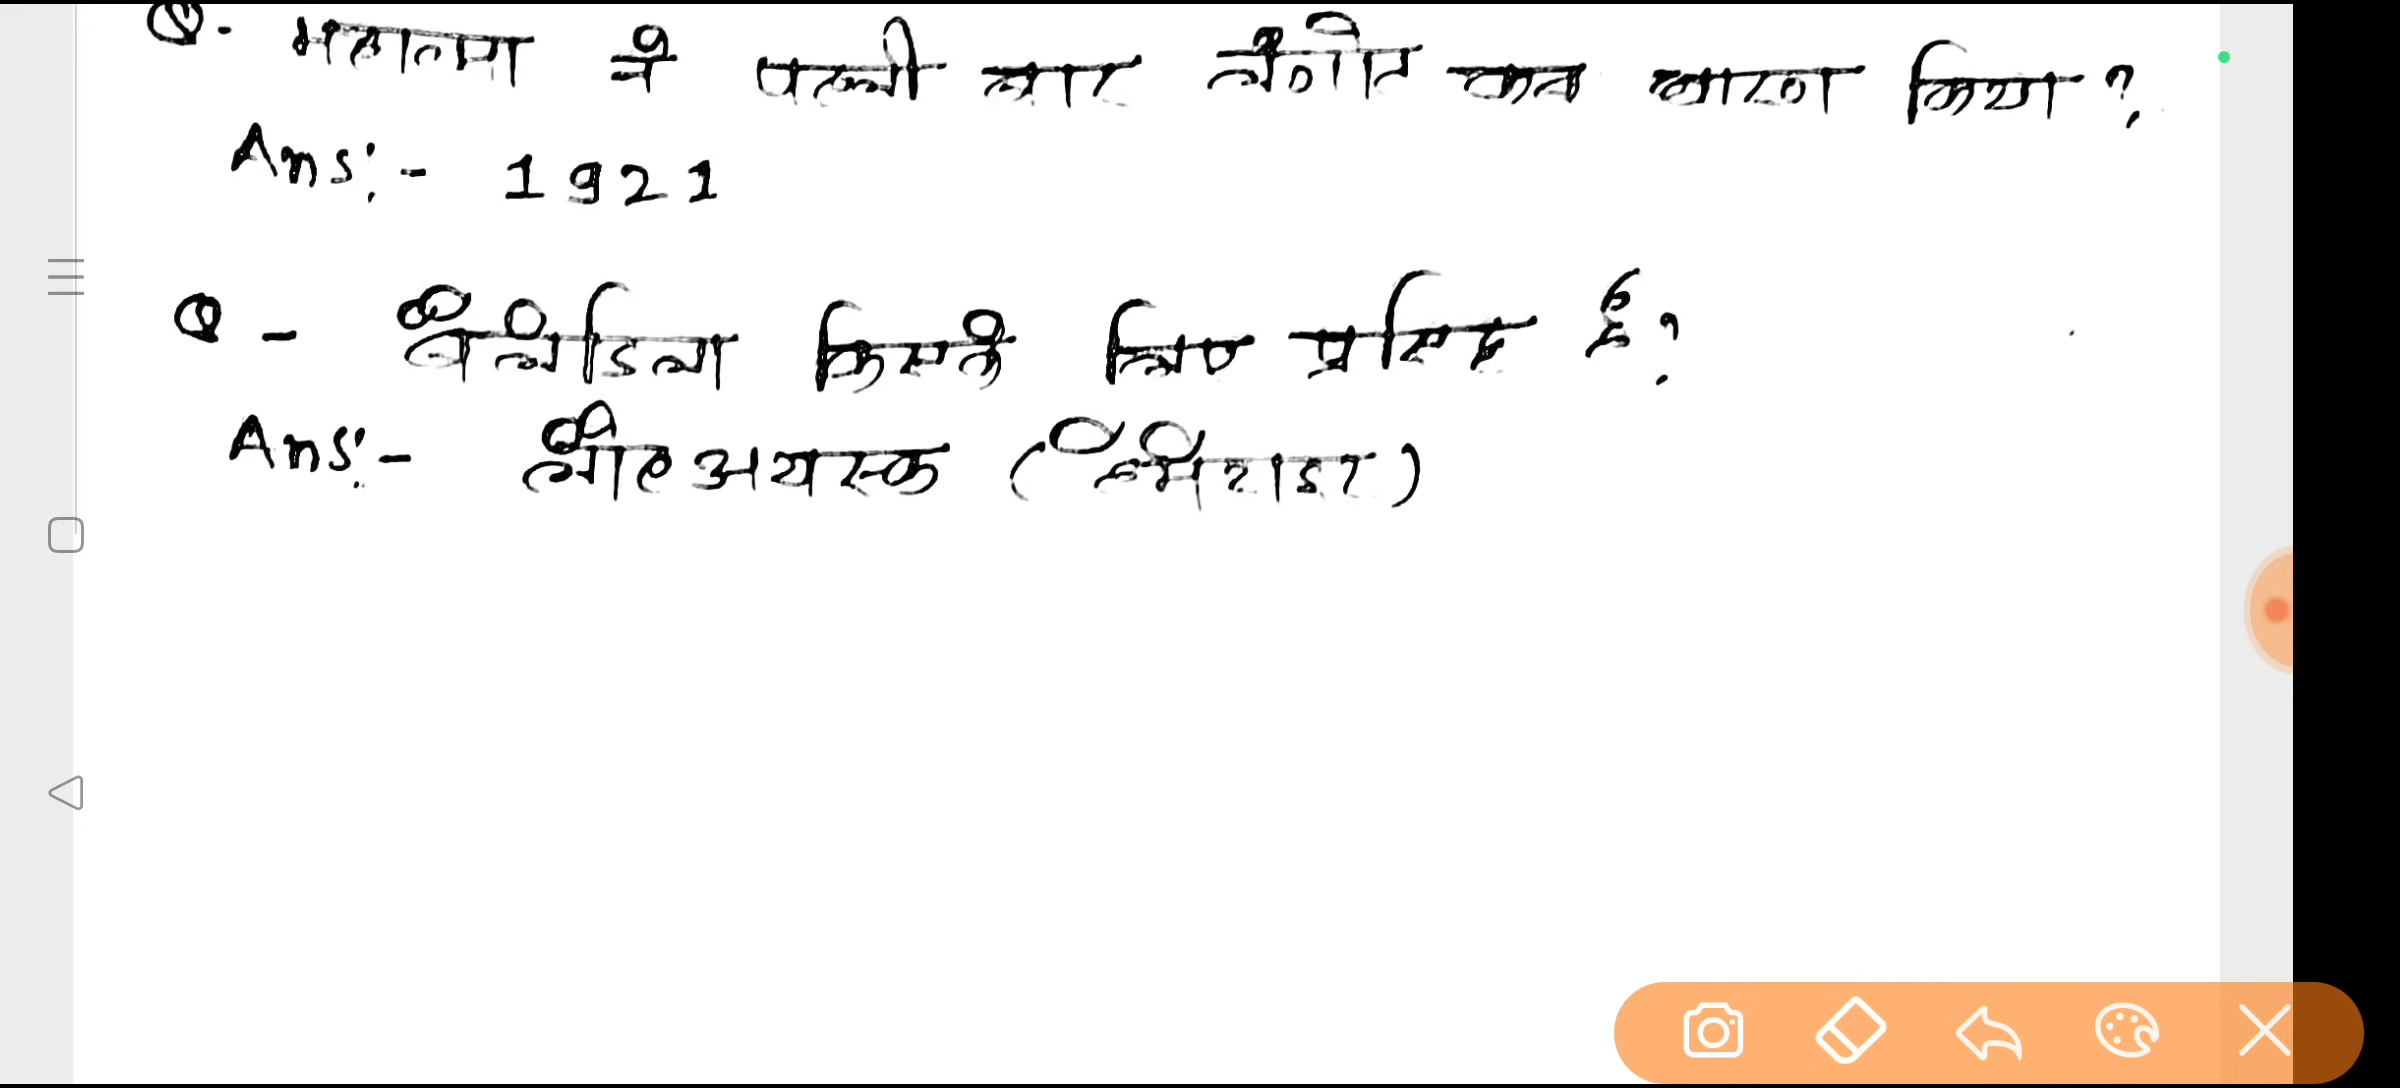 Q. महात्मा ने पहली बार लंगोट कब धारण किया ?
Ans:- 1921
Q - बैलेडिला किसके लिए प्रसिद्ध है ?
Ans:- लौह अयस्क (हेमेटाइट)